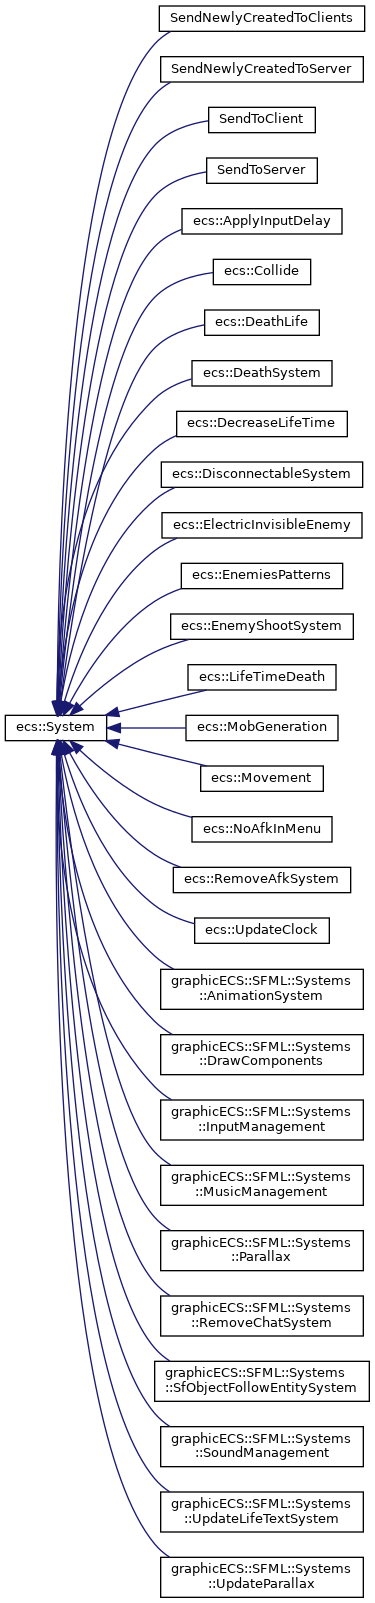 SendNewlyCreatedToClients
SendNewlyCreatedToServer
SendToClient
SendToServer
ecs::ApplyInputDelay
ecs::Collide
ecs::DeathLife
ecs::DeathSystem
ecs::DecreaseLifeTime
ecs::DisconnectableSystem
ecs::ElectricInvisibleEnemy
ecs::EnemiesPatterns
ecs::EnemyShootSystem
ecs::LifeTimeDeath
ecs::System
ecs::MobGeneration
ecs::Movement
ecs::NoAfkInMenu
ecs::RemoveAfkSystem
ecs::UpdateClock
graphicECS::SFML::Systems
::AnimationSystem
graphicECS::SFML::Systems
::DrawComponents
graphicECS::SFML::Systems
::InputManagement
graphicECS::SFML::Systems
::MusicManagement
graphicECS::SFML::Systems
::Parallax
graphicECS::SFML::Systems
::RemoveChatSystem
graphicECS::SFML::Systems
::SfObjectFollowEntitySystem
graphicECS::SFML::Systems
::SoundManagement
graphicECS::SFML::Systems
::UpdateLifeTextSystem
graphicECS::SFML::Systems
::UpdateParallax